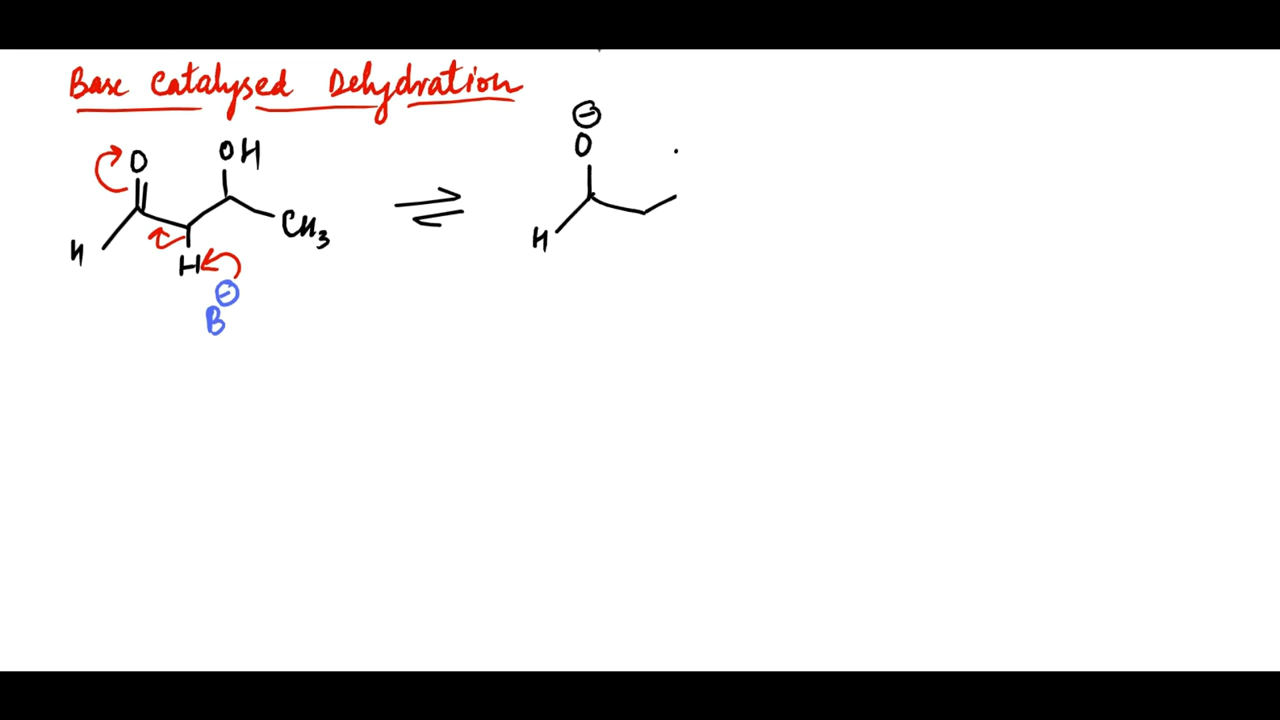 Base Catalysed Dehydration
⊖
O OH O
CH3
H H H
⊖
B